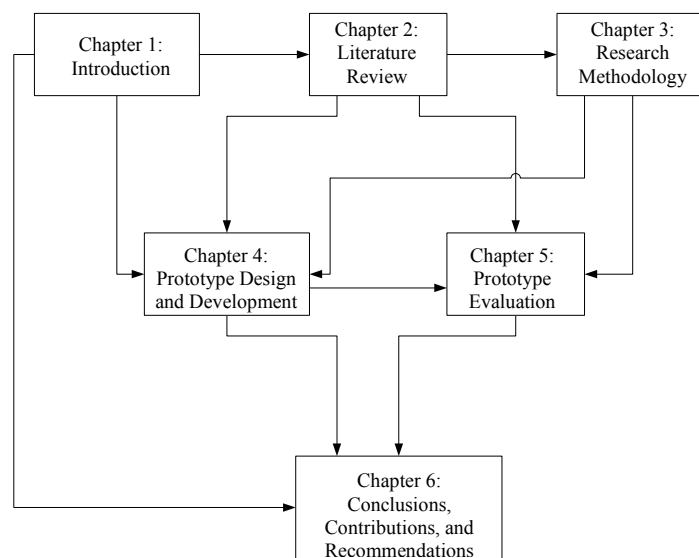 Chapter 1:
Introduction
Chapter 2:
Literature
Review
Chapter 3:
Research
Methodology
Chapter 4:
Prototype Design
and Development
Chapter 5:
Prototype
Evaluation
Chapter 6:
Conclusions,
Contributions, and
Recommendations